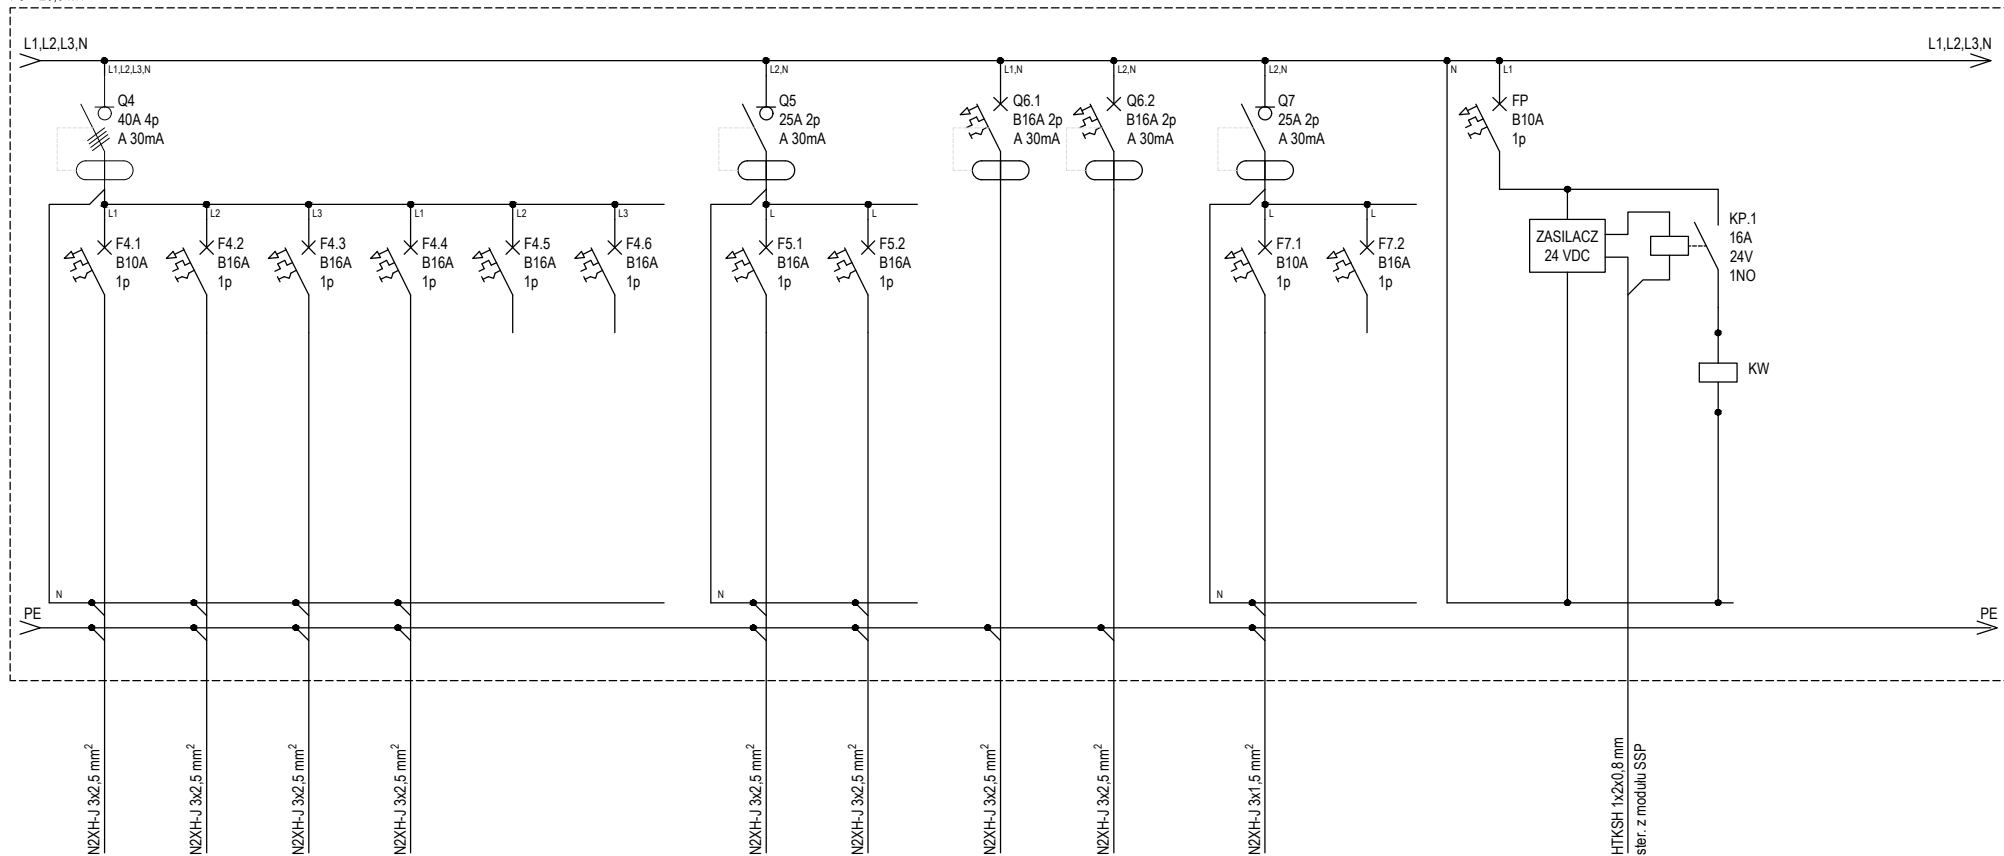 L1,L2,L3,N
L1,L2,L3,N
L1,L2,L3,N
L2,N
L1,N
L2,N
L2,N
N
L1
Q4
40A 4p
A 30mA
Q5
25A 2p
A 30mA
Q6.1
B16A 2p
A 30mA
Q6.2
B16A 2p
A 30mA
Q7
25A 2p
A 30mA
FP
B10A
1p
L1
L2
L3
L1
L2
L3
L
L
L
L
F4.1
B10A
1p
F4.2
B16A
1p
F4.3
B16A
1p
F4.4
B16A
1p
F4.5
B16A
1p
F4.6
B16A
1p
F5.1
B16A
1p
F5.2
B16A
1p
F7.1
B10A
1p
F7.2
B16A
1p
ZASILACZ
24 VDC
KP.1
16A
24V
1NO
KW
N
N
N
PE
PE
N2XH-J 3x2,5 mm²
N2XH-J 3x2,5 mm²
N2XH-J 3x2,5 mm²
N2XH-J 3x2,5 mm²
N2XH-J 3x2,5 mm²
N2XH-J 3x2,5 mm²
N2XH-J 3x2,5 mm²
N2XH-J 3x2,5 mm²
N2XH-J 3x1,5 mm²
HTKSH 1x2x0,8 mm
ster. z modułu SSP